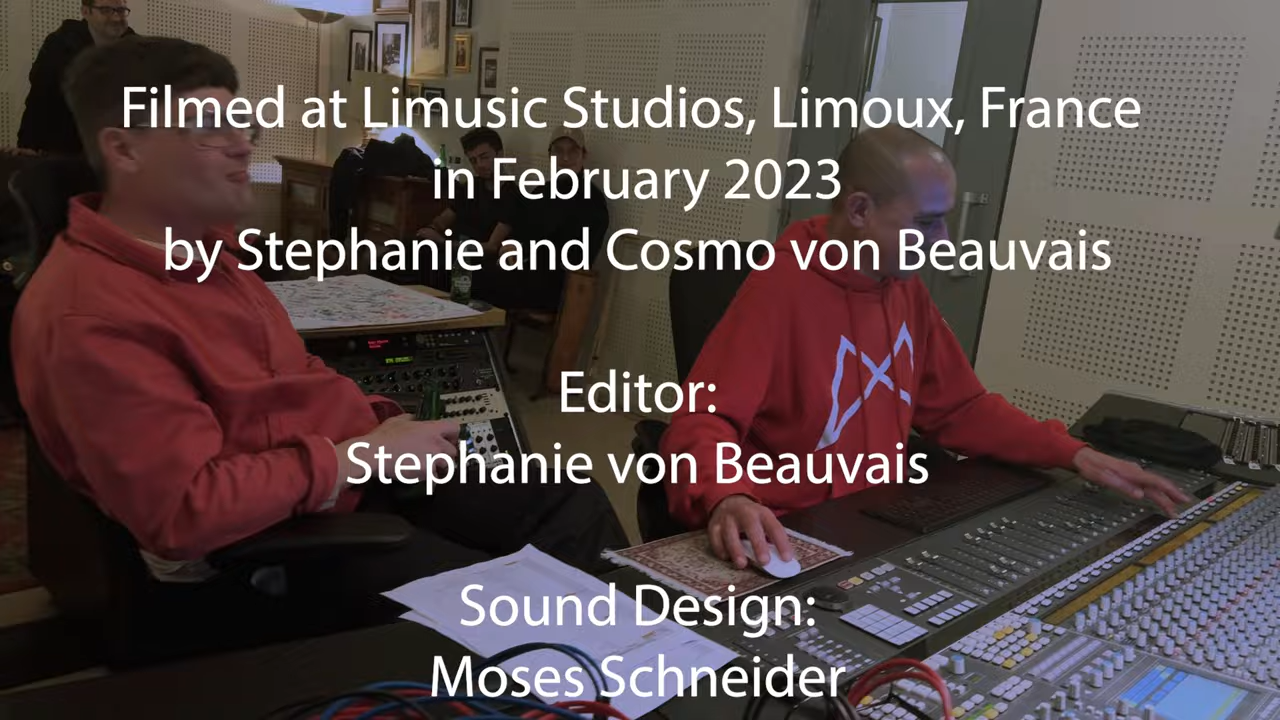 Filmed at Limusic Studios, Limoux, France
in February 2023
by Stephanie and Cosmo von Beauvais
Editor:
Stephanie von Beauvais
Sound Design:
Moses Schneider